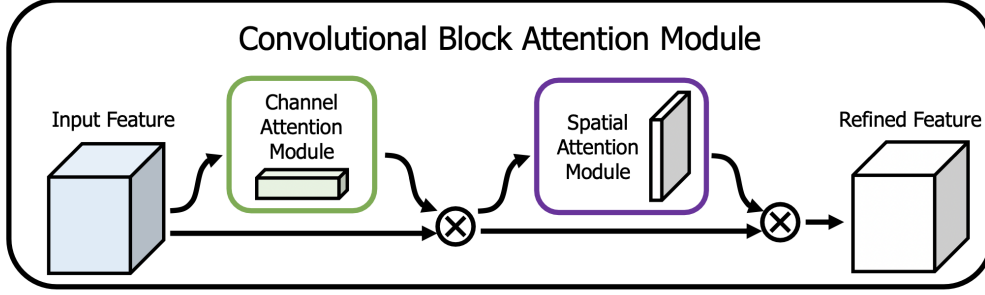 Convolutional Block Attention Module
Input Feature
Channel
Attention
Module
Spatial
Attention
Module
Refined Feature